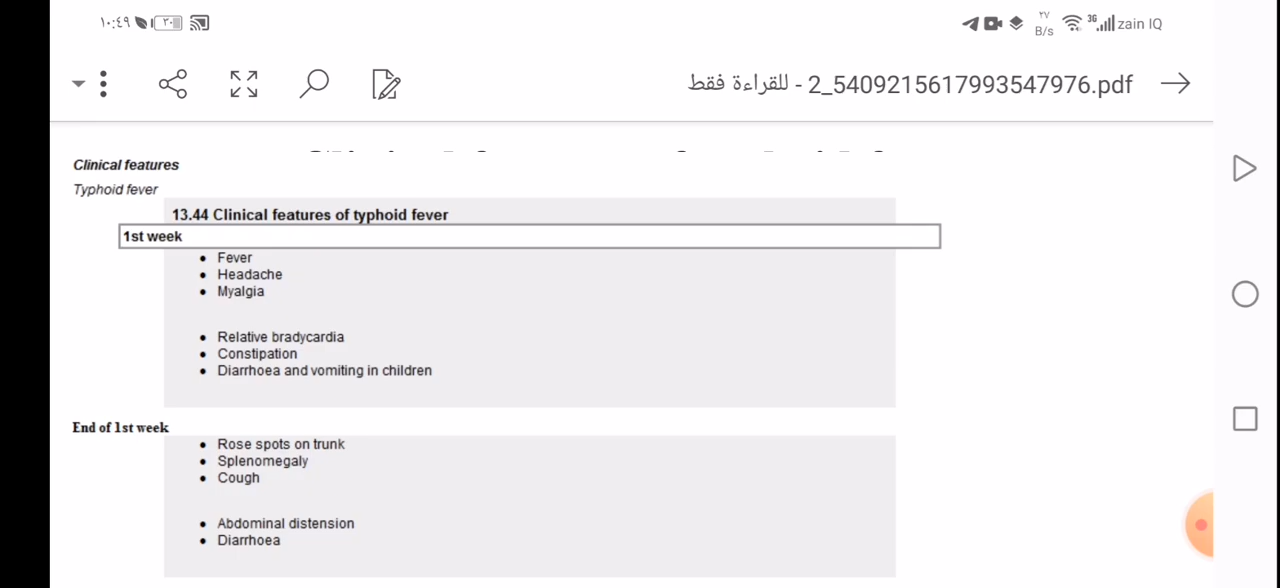 ١٠:٤٩ ٢٠ ٢٧ B/s 3G zain IQ
2_5409215617993547976.pdf - للقراءة فقط
Clinical features
Typhoid fever
13.44 Clinical features of typhoid fever
1st week
• Fever
• Headache
• Myalgia
• Relative bradycardia
• Constipation
• Diarrhoea and vomiting in children
End of 1st week
• Rose spots on trunk
• Splenomegaly
• Cough
• Abdominal distension
• Diarrhoea